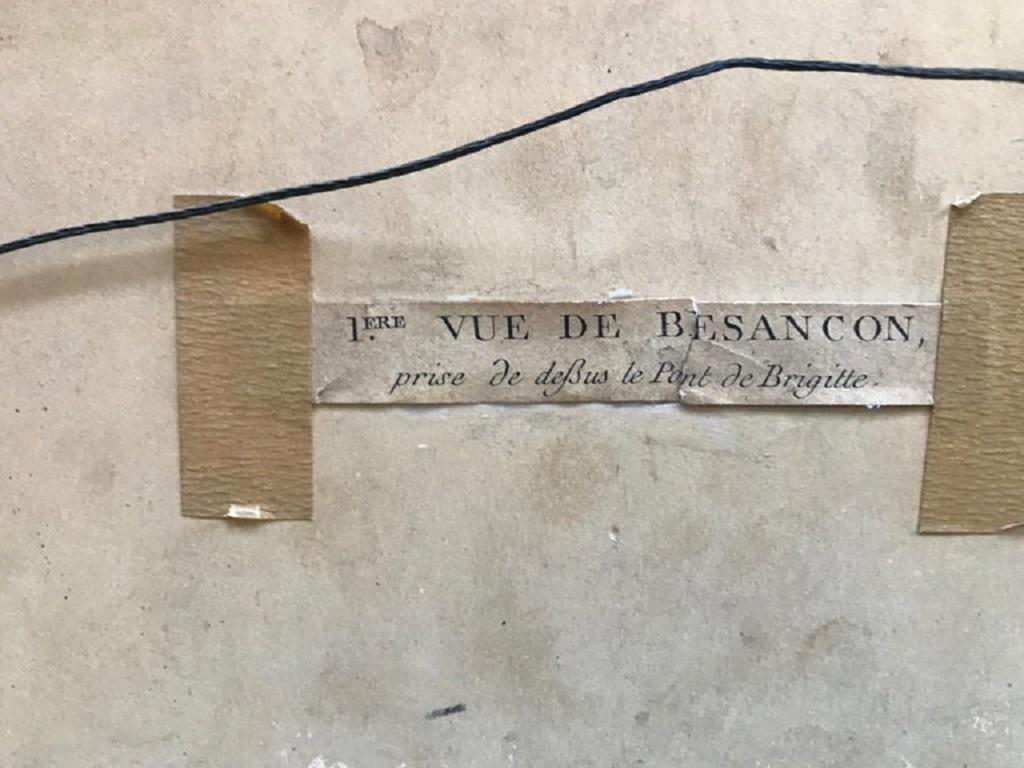 1.ERE VUE DE BESANCON,
prise de deßus le Pont de Brigitte.